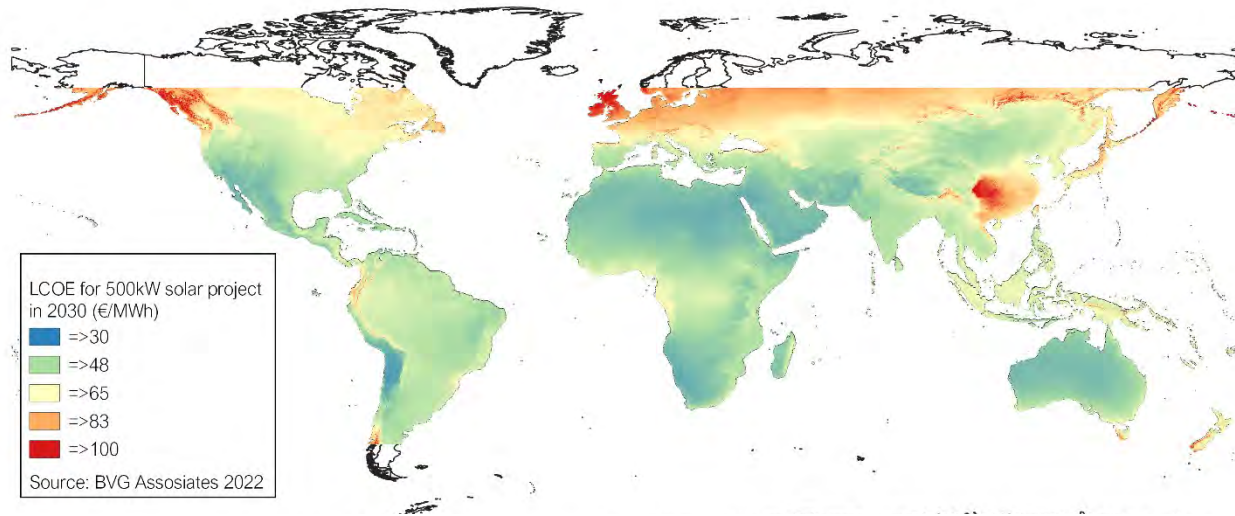 LCOE for 500kW solar project
in 2030 (€/MWh)
=>30
=>48
=>65
=>83
=>100
Source: BVG Assosiates 2022